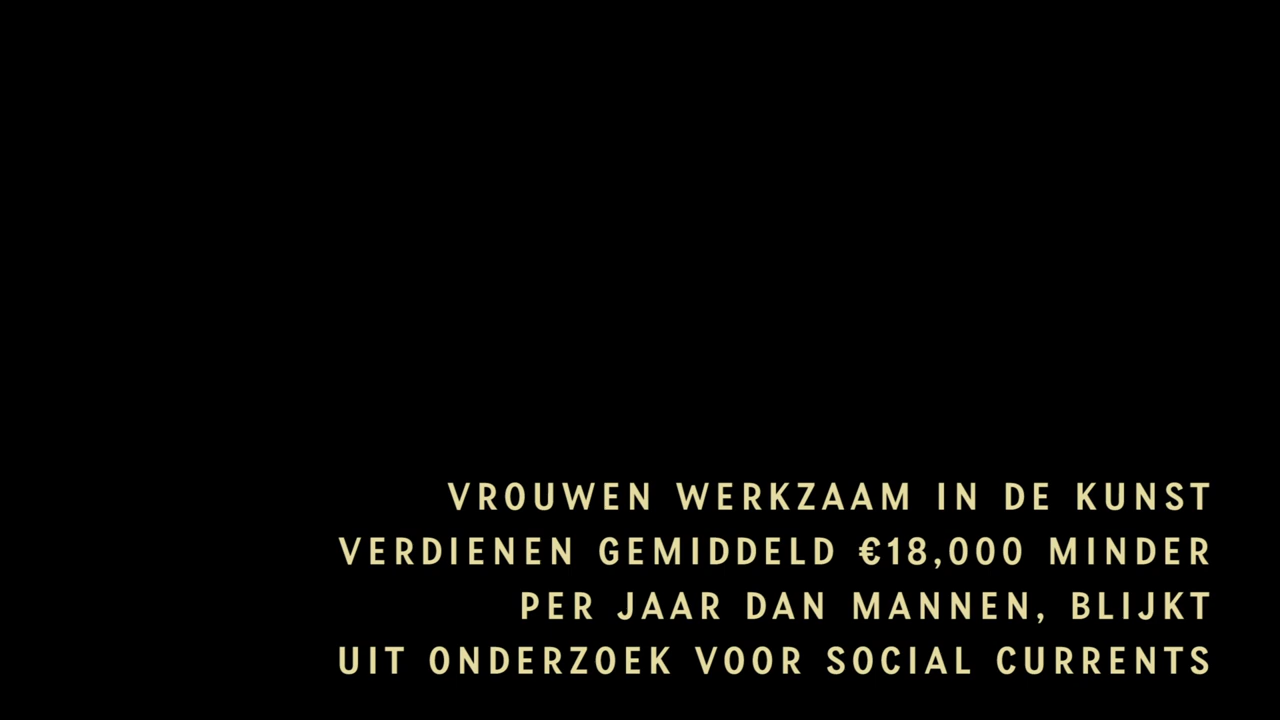 VROUWEN WERKZAAM IN DE KUNST
VERDIENEN GEMIDDELD €18,000 MINDER
PER JAAR DAN MANNEN, BLIJKT
UIT ONDERZOEK VOOR SOCIAL CURRENTS